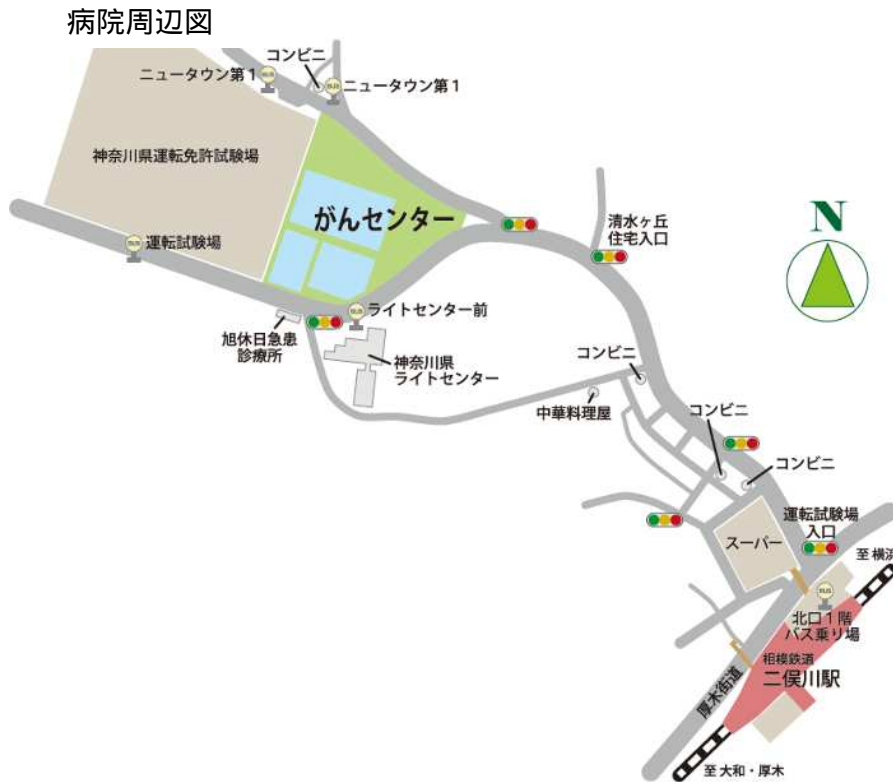 病院周辺図
コンビニ
ニュータウン第1
BUS
BUS
ニュータウン第1
神奈川県運転免許試験場
がんセンター
清水ヶ丘
住宅入口
N
BUS
運転試験場
BUS
ライトセンター前
旭休日急患
診療所
神奈川県
ライトセンター
コンビニ
中華料理屋
コンビニ
コンビニ
スーパー
運転試験場
入口
至 横浜
BUS
北口1階
バス乗り場
相模鉄道
二俣川駅
厚木街道
至 大和・厚木